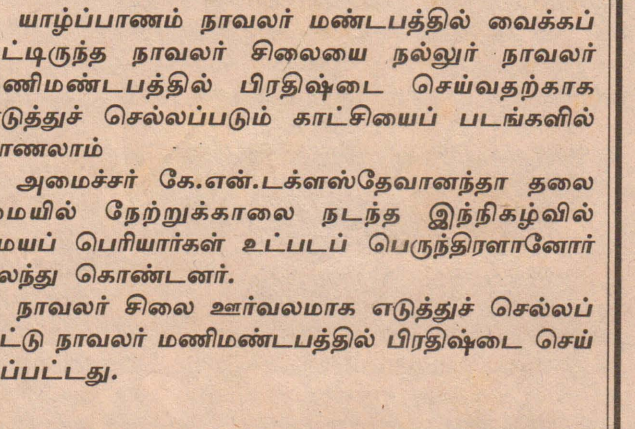 யாழ்ப்பாணம் நாவலர் மண்டபத்தில் வைக்கப்
ட்டிருந்த நாவலர் சிலையை நல்லுர் நாவலர்
ணிமண்டபத்தில் பிரதிஷ்டை செய்வதற்காக
டுத்துச் செல்லப்படும் காட்சியைப் படங்களில்
ாணலாம்
அமைச்சர் கே.என்.டக்ளஸ்தேவானந்தா தலை
மையில் நேற்றுக்காலை நடந்த இந்நிகழ்வில்
மயப் பெரியார்கள் உட்படப் பெருந்திரளானோர்
லந்து கொண்டனர்.
நாவலர் சிலை ஊர்வலமாக எடுத்துச் செல்லப்
ட்டு நாவலர் மணிமண்டபத்தில் பிரதிஷ்டை செய்
ப்பட்டது.